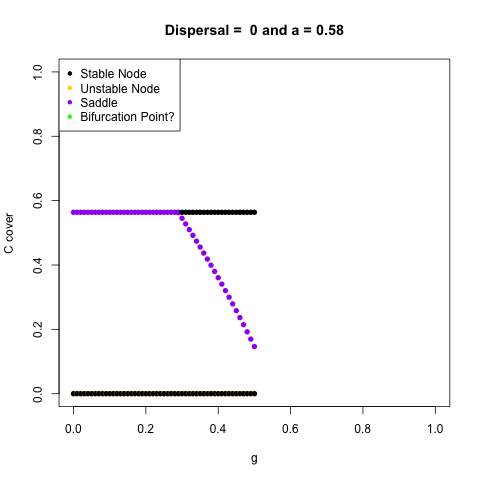 Dispersal =  0 and a = 0.58
Stable Node
Unstable Node
Saddle
Bifurcation Point?
C cover
1.0
0.8
0.6
0.4
0.2
0.0
0.0 0.2 0.4 0.6 0.8 1.0
g